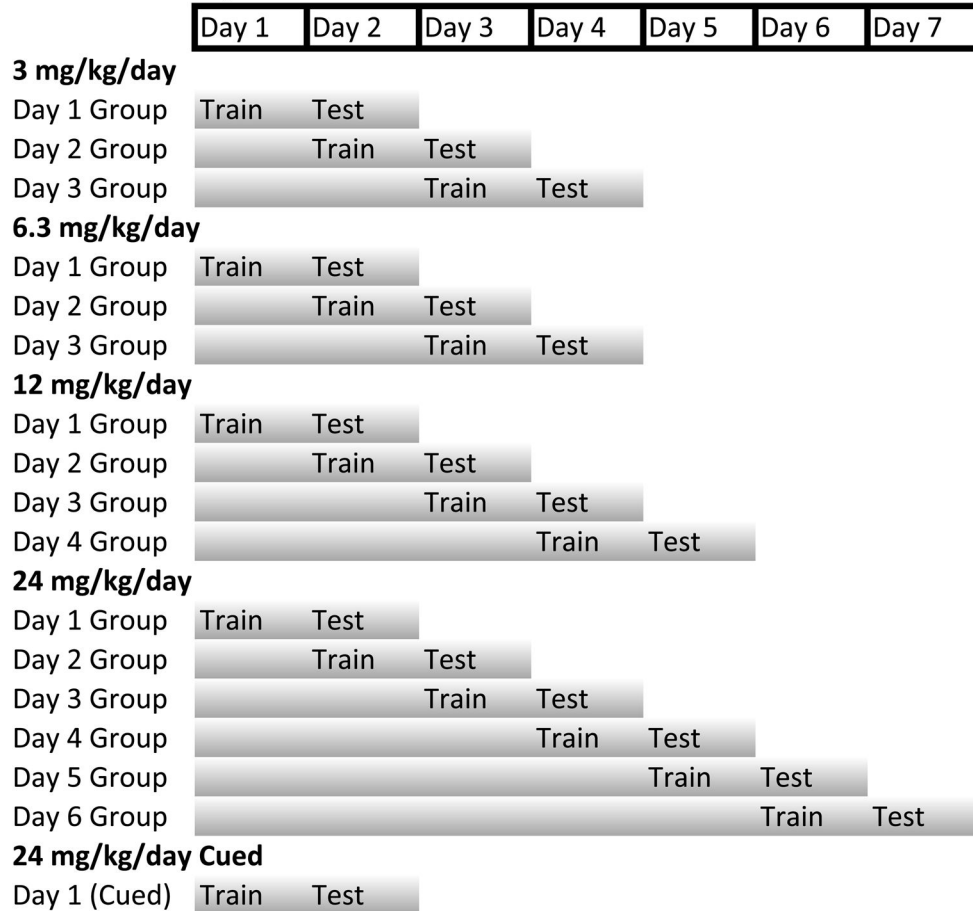 Day 1 Day 2 Day 3 Day 4 Day 5 Day 6 Day 7
3 mg/kg/day
Day 1 Group Train Test
Day 2 Group Train Test
Day 3 Group Train Test
6.3 mg/kg/day
Day 1 Group Train Test
Day 2 Group Train Test
Day 3 Group Train Test
12 mg/kg/day
Day 1 Group Train Test
Day 2 Group Train Test
Day 3 Group Train Test
Day 4 Group Train Test
24 mg/kg/day
Day 1 Group Train Test
Day 2 Group Train Test
Day 3 Group Train Test
Day 4 Group Train Test
Day 5 Group Train Test
Day 6 Group Train Test
24 mg/kg/day Cued
Day 1 (Cued) Train Test